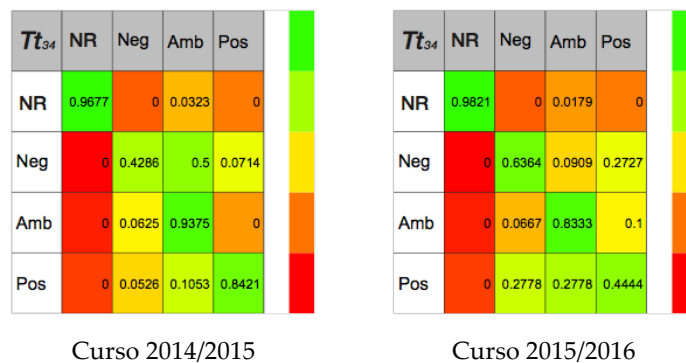 Tt34 NR Neg Amb Pos
NR 0.9677 0 0.0323 0
Neg 0 0.4286 0.5 0.0714
Amb 0 0.0625 0.9375 0
Pos 0 0.0526 0.1053 0.8421
Curso 2014/2015
Tt34 NR Neg Amb Pos
NR 0.9821 0 0.0179 0
Neg 0 0.6364 0.0909 0.2727
Amb 0 0.0667 0.8333 0.1
Pos 0 0.2778 0.2778 0.4444
Curso 2015/2016